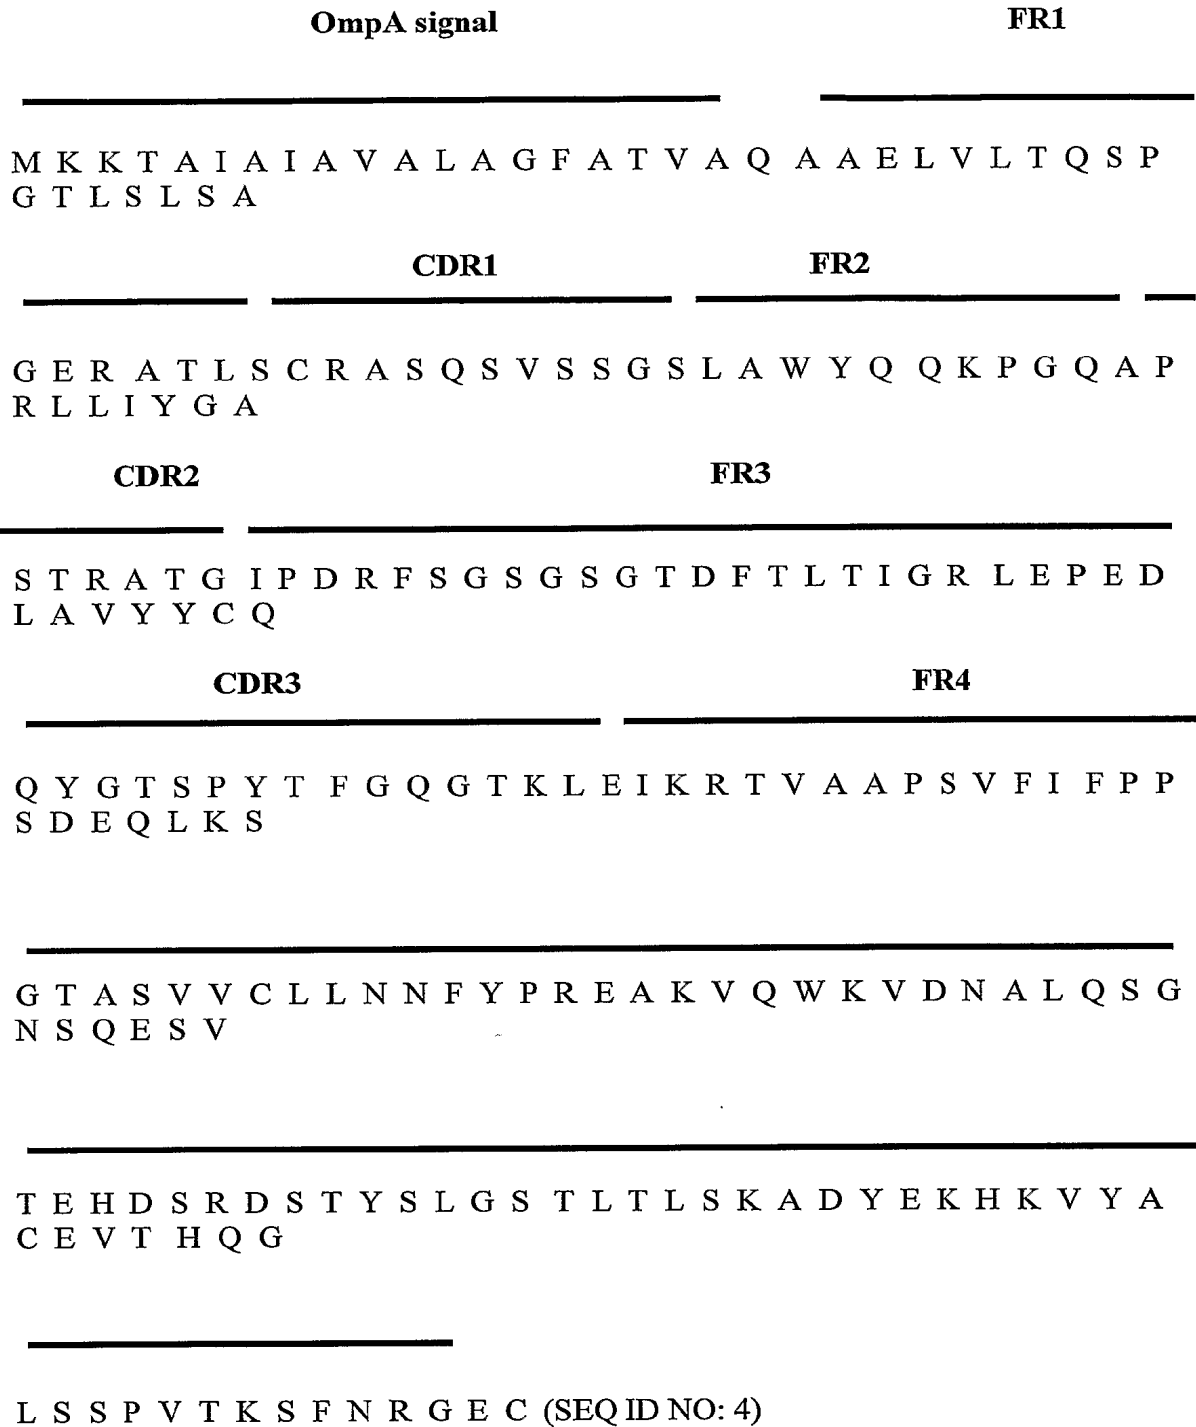 OmpA signal FR1
M K K T A I A I A V A L A G F A T V A Q A A E L V L T Q S P
G T L S L S A
CDR1 FR2
G E R A T L S C R A S Q S V S S G S L A W Y Q Q K P G Q A P
R L L I Y G A
CDR2 FR3
S T R A T G I P D R F S G S G S G T D F T L T I G R L E P E D
L A V Y Y C Q
CDR3 FR4
Q Y G T S P Y T F G Q G T K L E I K R T V A A P S V F I F P P
S D E Q L K S
G T A S V V C L L N N F Y P R E A K V Q W K V D N A L Q S G
N S Q E S V
T E H D S R D S T Y S L G S T L T L S K A D Y E K H K V Y A
C E V T H Q G
L S S P V T K S F N R G E C (SEQ ID NO: 4)